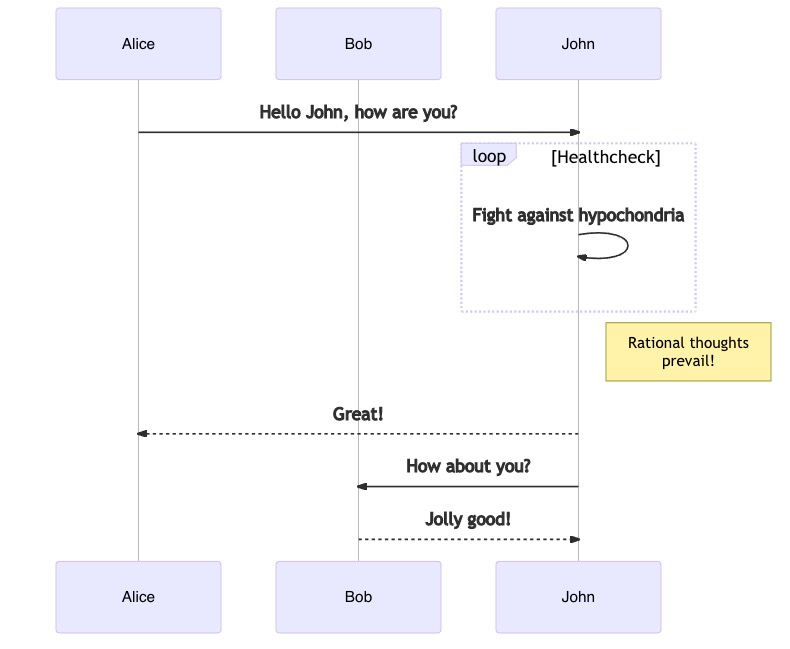 Alice
Bob
John
Hello John, how are you?
loop
[Healthcheck]
Fight against hypochondria
Rational thoughts
prevail!
Great!
How about you?
Jolly good!
Alice
Bob
John